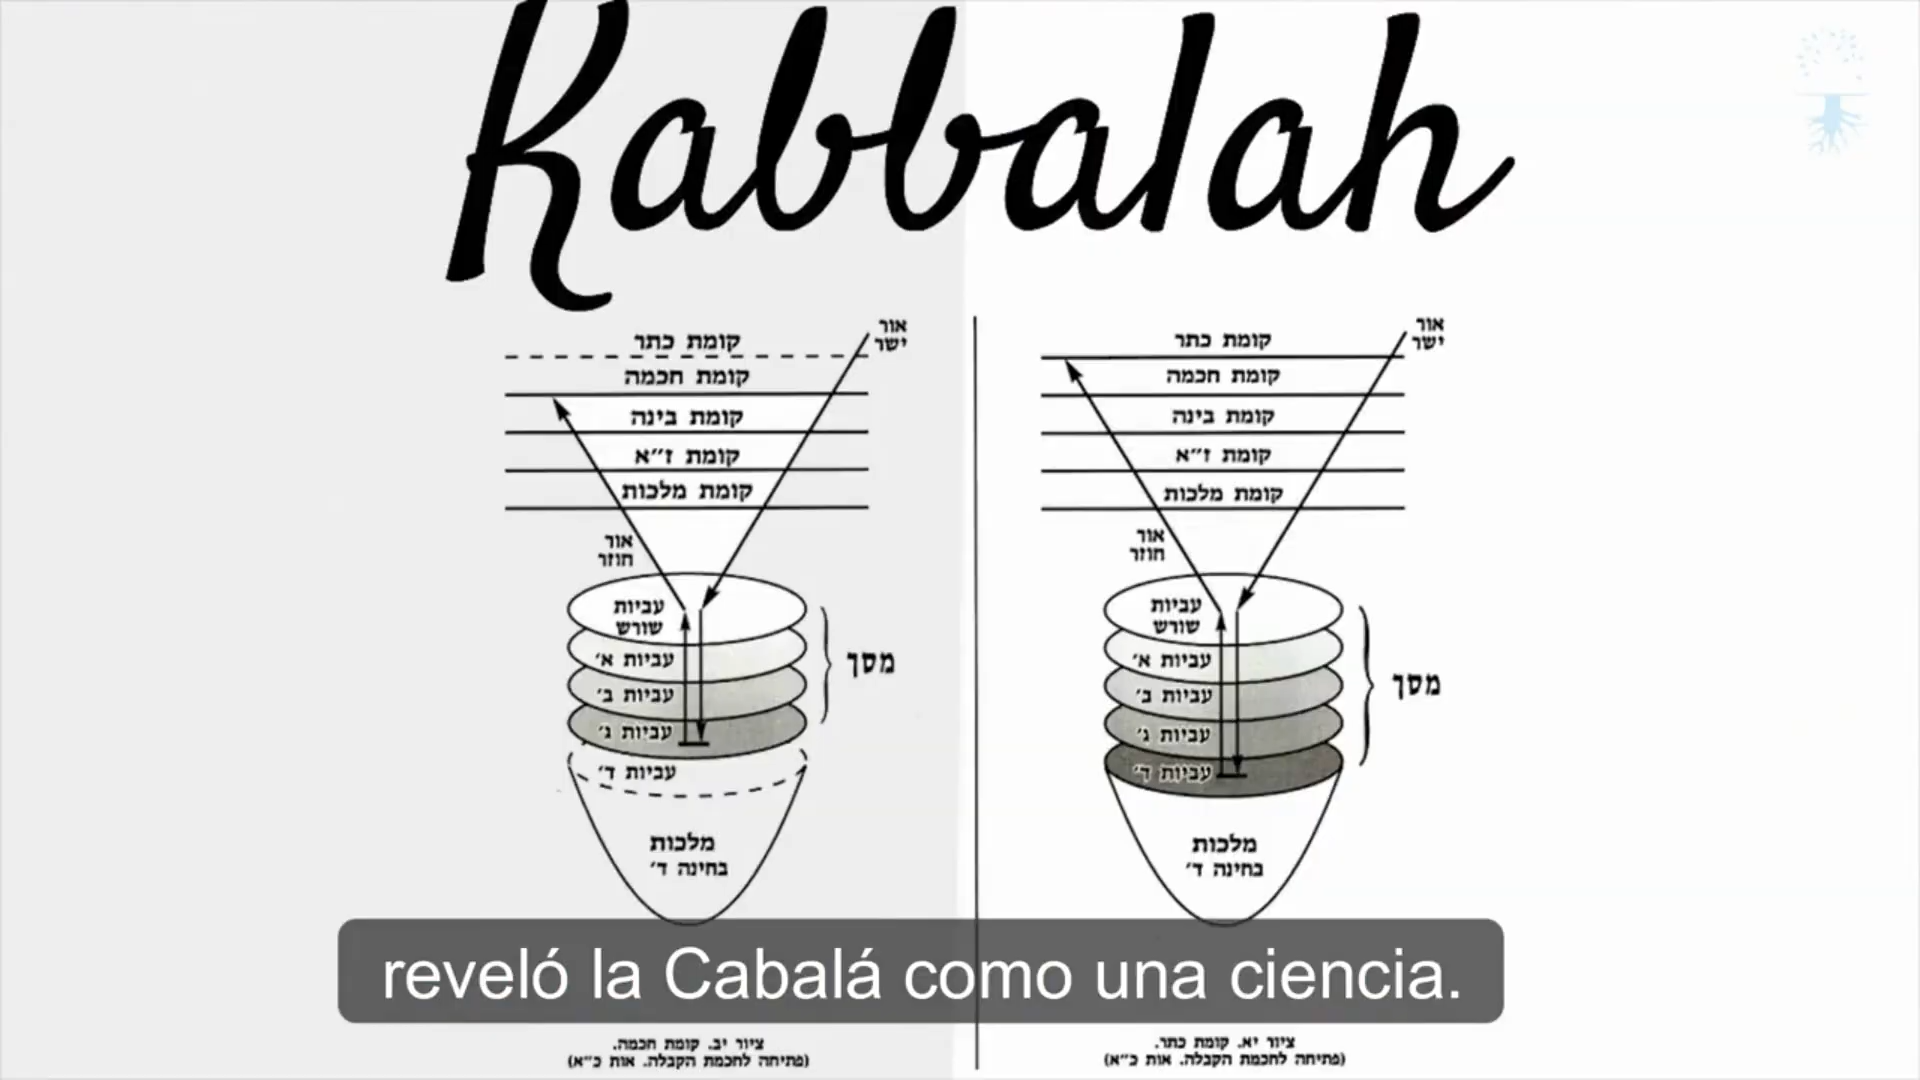 Kabbalah
קומת כתר
אור
ישר
קומת חכמה
קומת בינה
קומת ז״א
קומת מלכות
אור
חוזר
עביות
שורש
עביות א׳
עביות ב׳
עביות ג׳
עביות ד׳
מסך
מלכות
בחינה ד׳
ציור יב. קומת חכמה.
(פתיחה לחכמת הקבלה. אות כ״א)
קומת כתר
אור
ישר
קומת חכמה
קומת בינה
קומת ז״א
קומת מלכות
אור
חוזר
עביות
שורש
עביות א׳
עביות ב׳
עביות ג׳
עביות ד׳
מסך
מלכות
בחינה ד׳
ציור יא. קומת כתר.
(פתיחה לחכמת הקבלה. אות כ״א)
reveló la Cabalá como una ciencia.